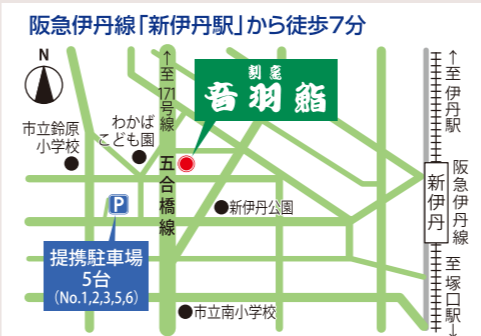 阪急伊丹線「新伊丹駅」から徒歩7分
N
↑至171号線
割烹
音羽鮨
↑至伊丹駅
市立鈴原
小学校
わかば
こども園
五合橋線
阪急伊丹線
新伊丹
P
新伊丹公園
提携駐車場
5台
(No.1,2,3,5,6)
至塚口駅↓
市立南小学校